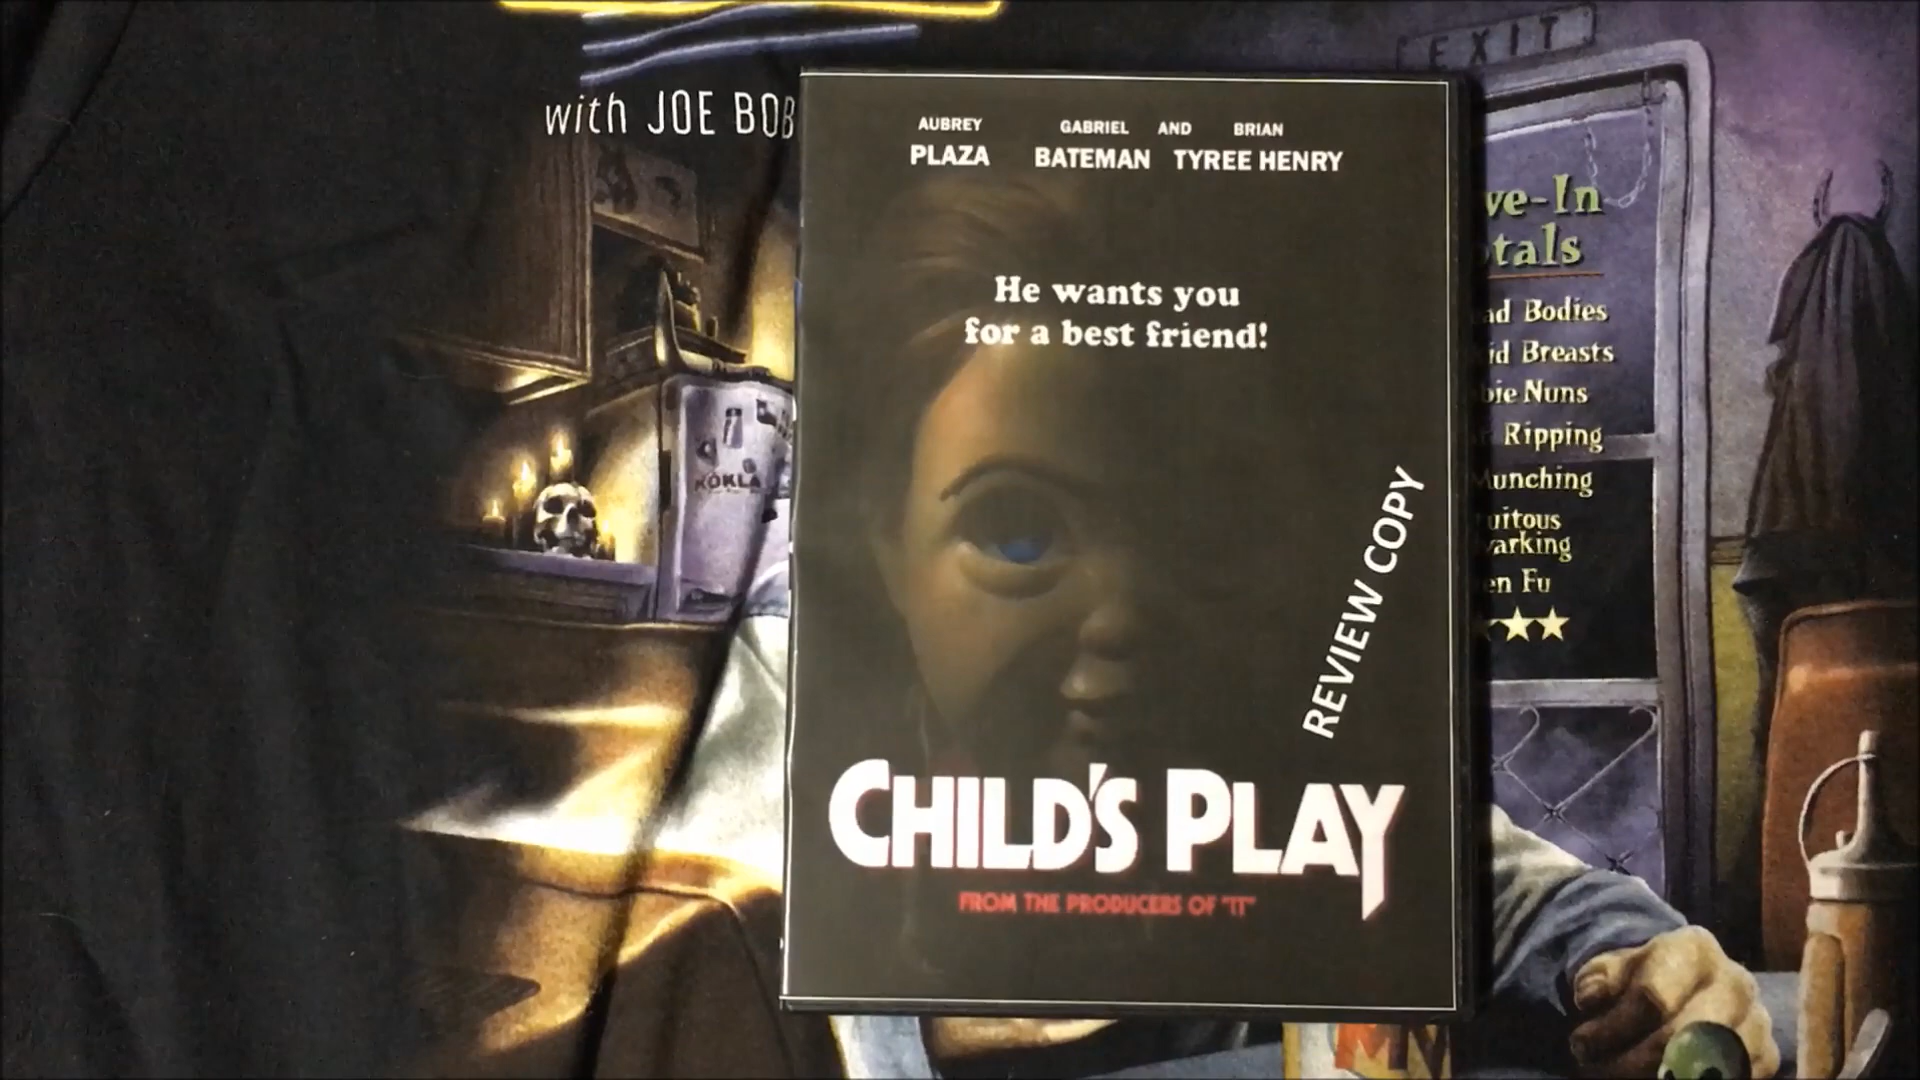 EXIT
with JOE BOB
AUBREY
PLAZA
GABRIEL AND BRIAN
BATEMAN TYREE HENRY
He wants you
for a best friend!
REVIEW COPY
CHILD'S PLAY
FROM THE PRODUCERS OF "IT"
KOKLA
ve-In
tals
ad Bodies
id Breasts
bie Nuns
Ripping
Munching
uitous
varking
en Fu